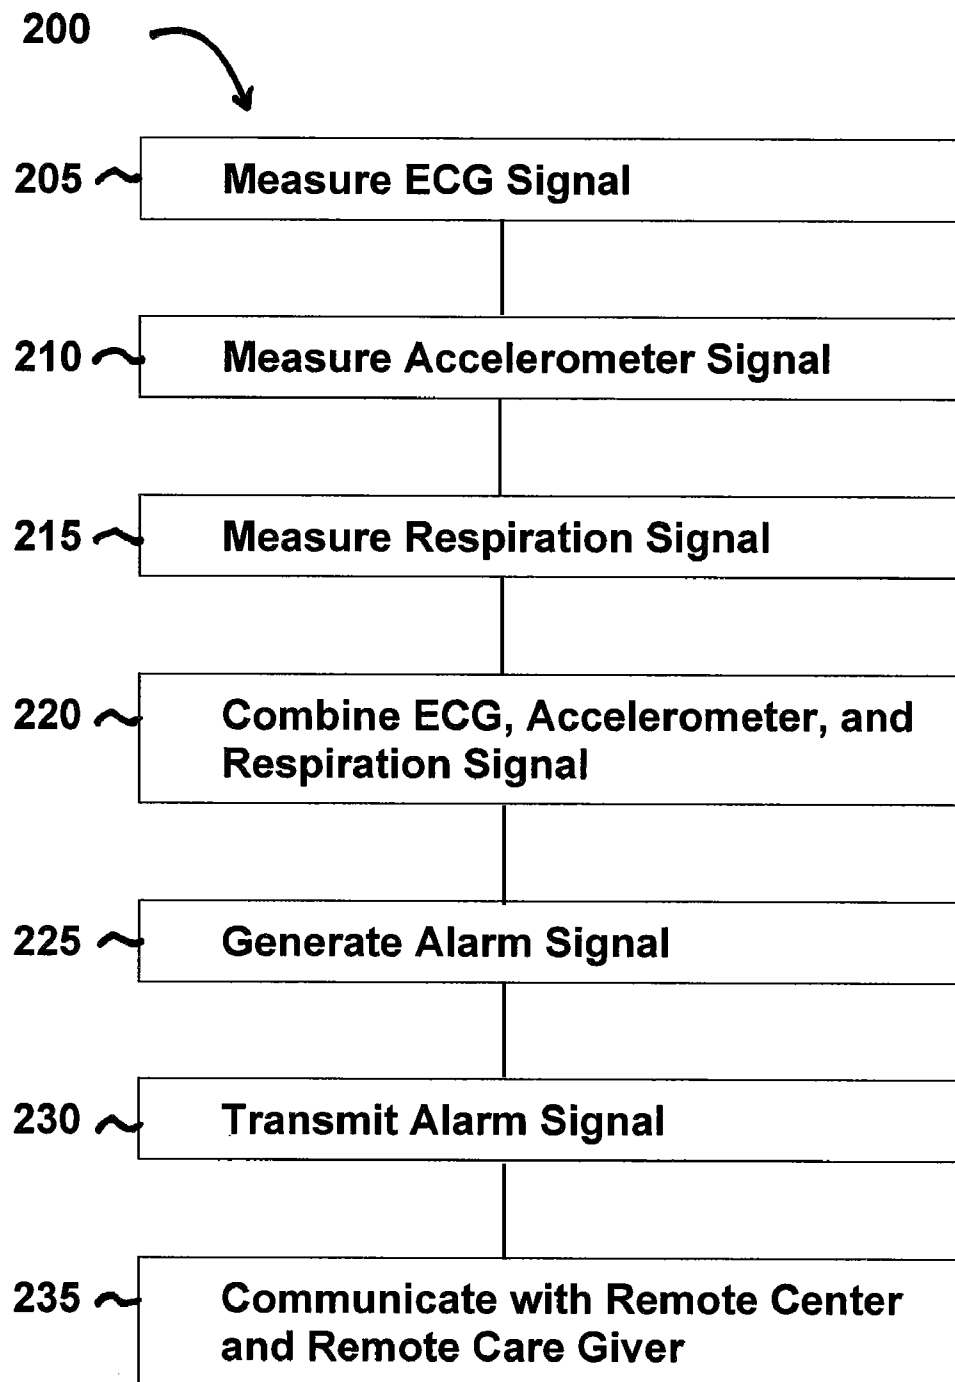 200
205 Measure ECG Signal
210 Measure Accelerometer Signal
215 Measure Respiration Signal
220 Combine ECG, Accelerometer, and
Respiration Signal
225 Generate Alarm Signal
230 Transmit Alarm Signal
235 Communicate with Remote Center
and Remote Care Giver